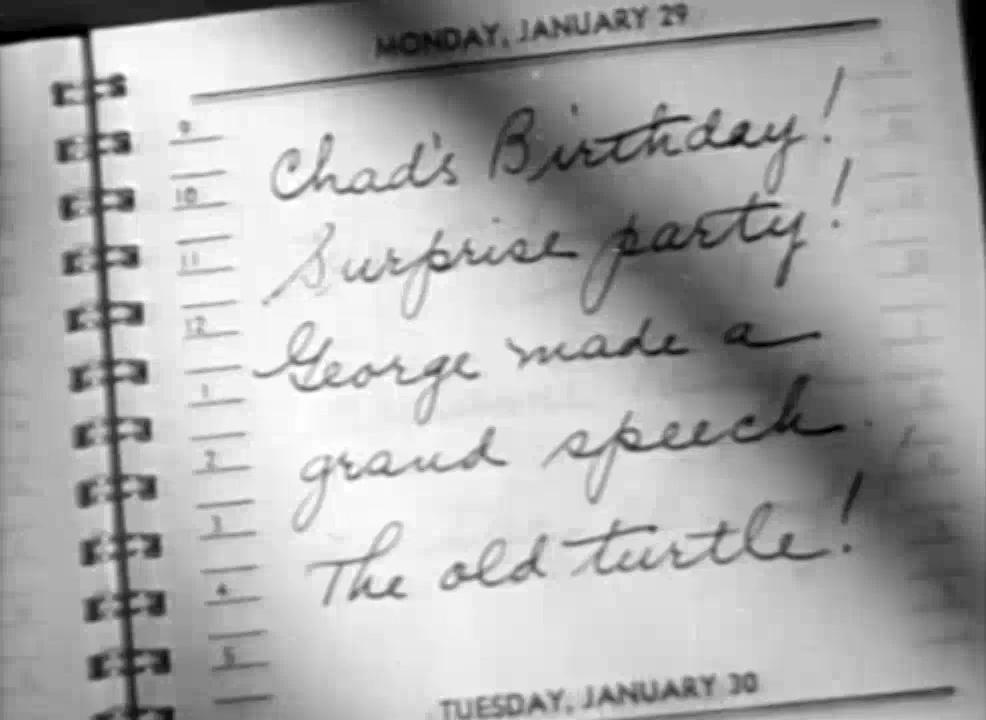 MONDAY, JANUARY 29
9
Chad's Birthday!
10
Surprise party!
11
12
George made a
1
grand speech.
2
3
The old turtle!
4
5
TUESDAY, JANUARY 30